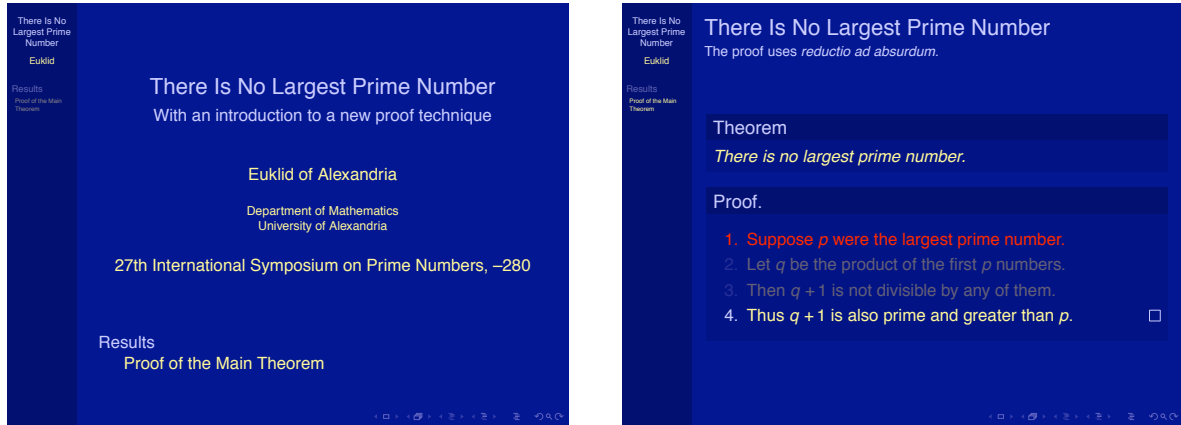 There Is No
Largest Prime
Number
Euklid
Results
Proof of the Main
Theorem
There Is No Largest Prime Number
With an introduction to a new proof technique
Euklid of Alexandria
Department of Mathematics
University of Alexandria
27th International Symposium on Prime Numbers, –280
Results
Proof of the Main Theorem
There Is No
Largest Prime
Number
Euklid
Results
Proof of the Main
Theorem
There Is No Largest Prime Number
The proof uses reductio ad absurdum.
Theorem
There is no largest prime number.
Proof.
1. Suppose p were the largest prime number.
2. Let q be the product of the first p numbers.
3. Then q + 1 is not divisible by any of them.
4. Thus q + 1 is also prime and greater than p.